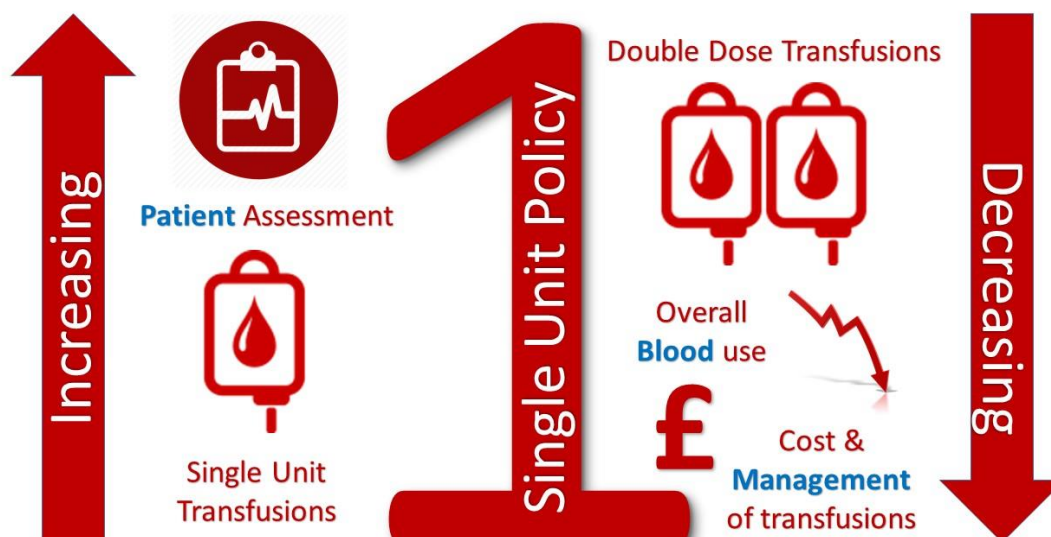 Increasing
Patient Assessment
Single Unit
Transfusions
1
Single Unit Policy
Double Dose Transfusions
Overall
Blood use
£
Cost &
Management
of transfusions
Decreasing